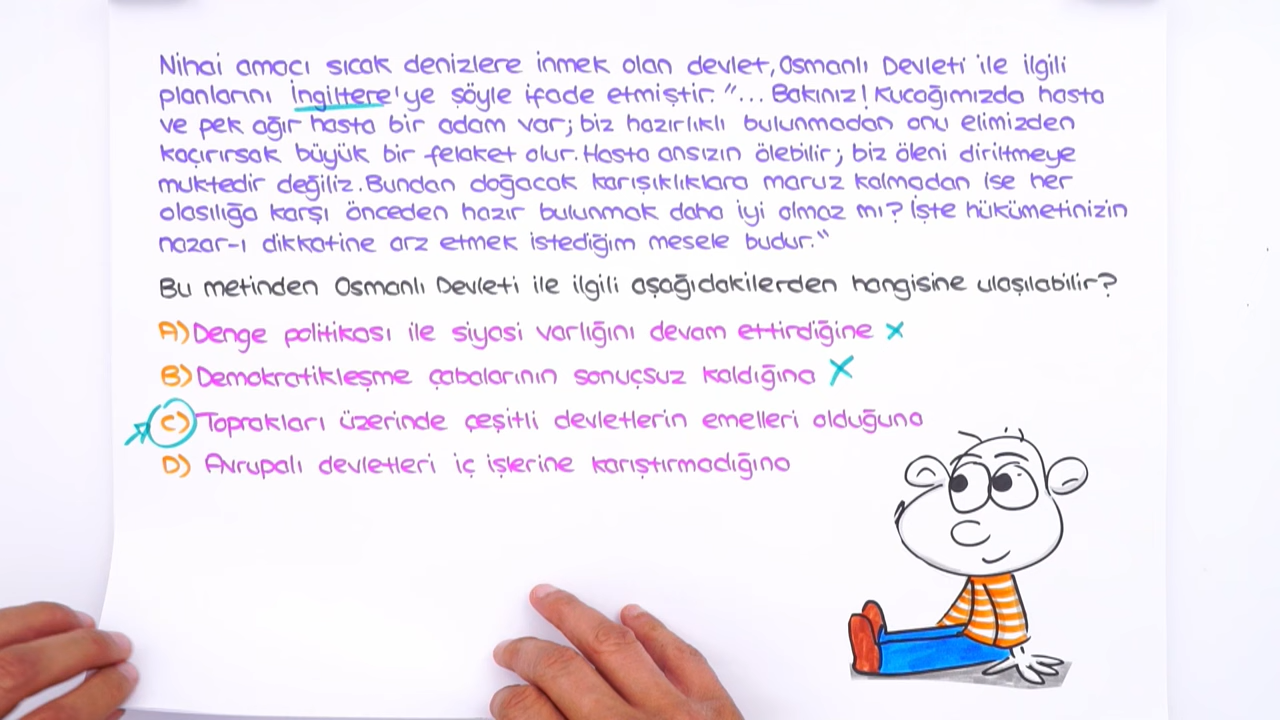 Nihai amacı sıcak denizlere inmek olan devlet, Osmanlı Devleti ile ilgili
planlarını İngiltere'ye şöyle ifade etmiştir. "... Bakınız! Kucağımızda hasta
ve pek ağır hasta bir adam var; biz hazırlıklı bulunmadan onu elimizden
kaçırırsak büyük bir felaket olur. Hasta ansızın ölebilir; biz öleni diriltmeye
muktedir değiliz. Bundan doğacak karışıklıklara maruz kalmadan ise her
olasılığa karşı önceden hazır bulunmak daha iyi olmaz mı? İşte hükümetinizin
nazar-ı dikkatine arz etmek istediğim mesele budur."
Bu metinden Osmanlı Devleti ile ilgili aşağıdakilerden hangisine ulaşılabilir?
A) Denge politikası ile siyasi varlığını devam ettirdiğine x
B) Demokratikleşme çabalarının sonuçsuz kaldığına X
C) Toprakları üzerinde çeşitli devletlerin emelleri olduğuna
D) Avrupalı devletleri iç işlerine karıştırmadığına